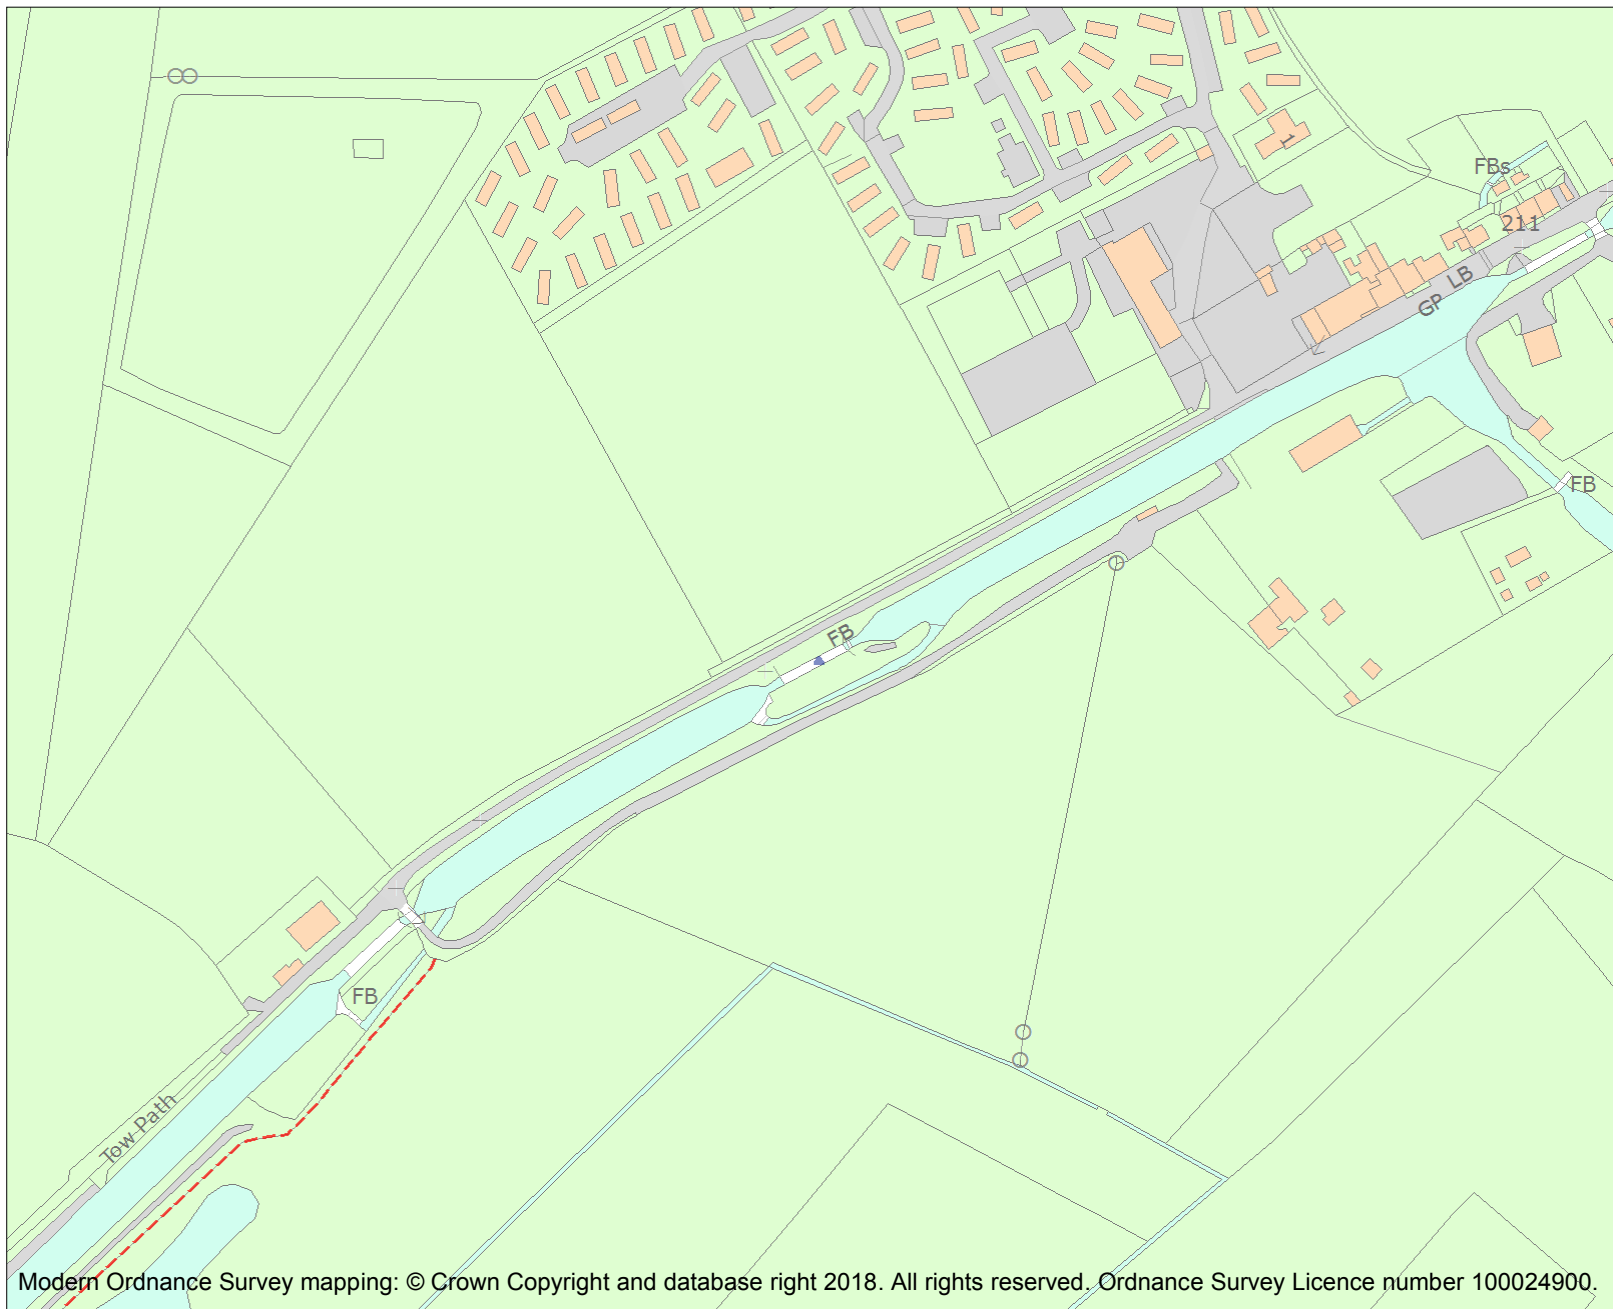 FBs
1
211
GP LB
FB
FB
FB
Tow Path
Modern Ordnance Survey mapping: © Crown Copyright and database right 2018. All rights reserved. Ordnance Survey Licence number 100024900.